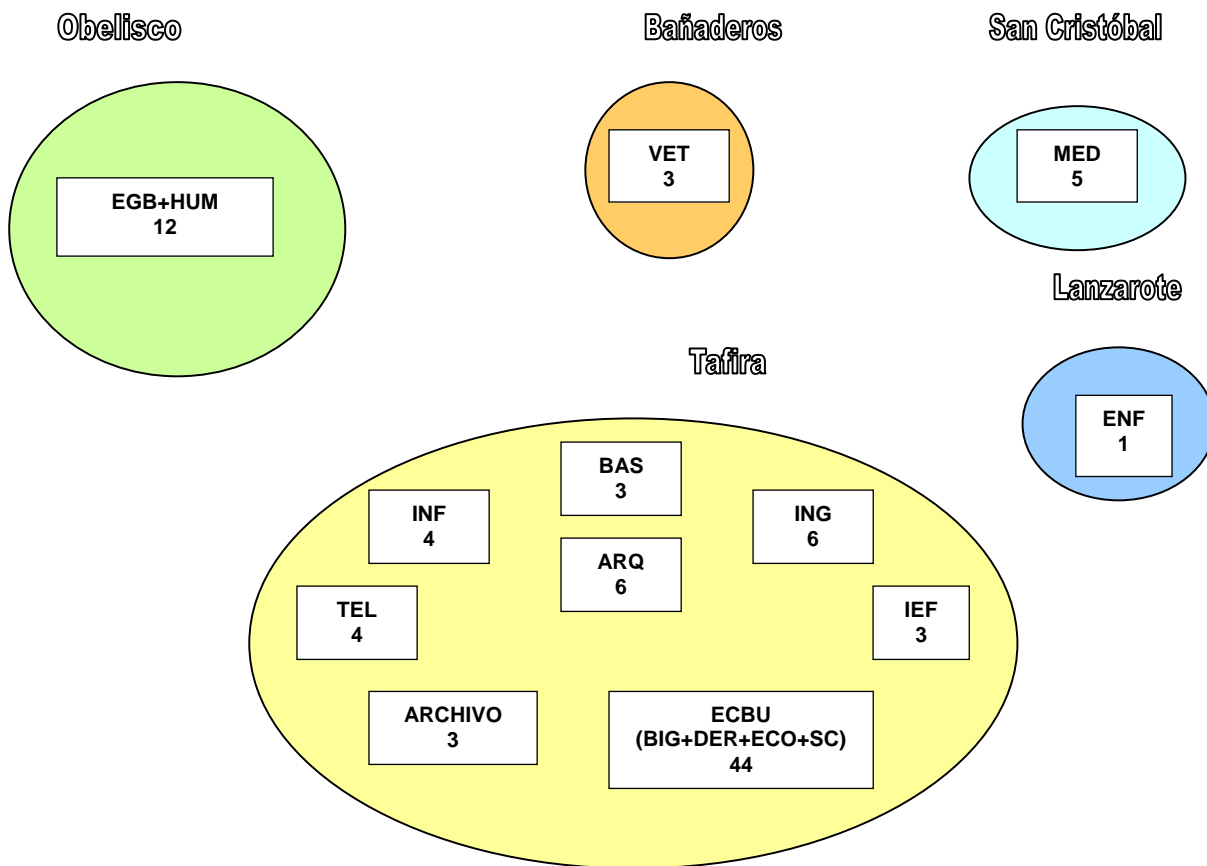 Obelisco
Bañaderos
San Cristóbal
EGB+HUM
12
VET
3
MED
5
Lanzarote
ENF
1
Tafira
BAS
3
INF
4
ING
6
ARQ
6
TEL
4
IEF
3
ARCHIVO
3
ECBU
(BIG+DER+ECO+SC)
44